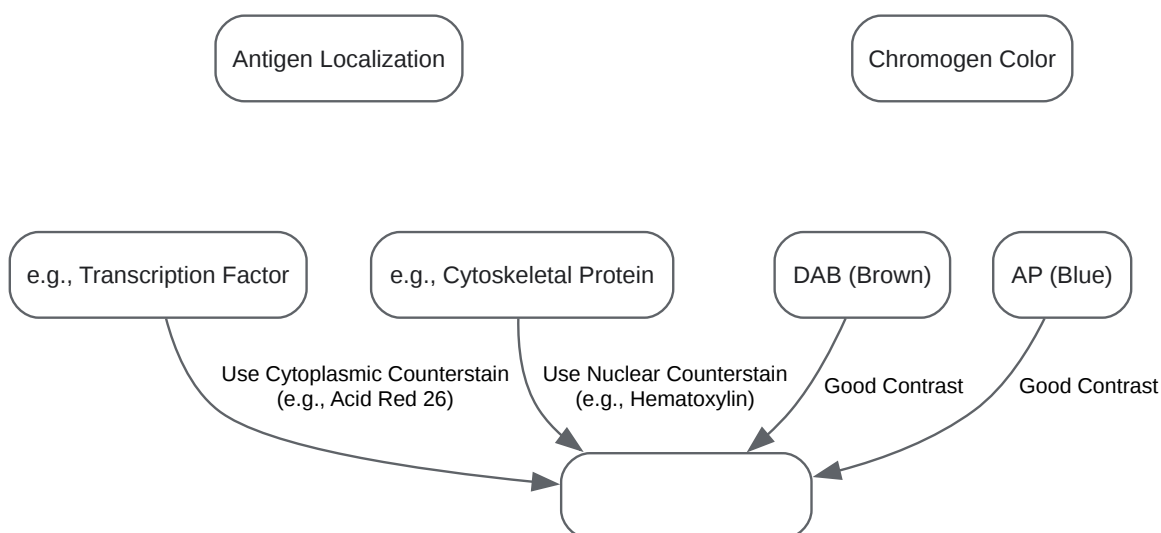 Antigen Localization
Chromogen Color
e.g., Transcription Factor
e.g., Cytoskeletal Protein
DAB (Brown)
AP (Blue)
Use Cytoplasmic Counterstain
(e.g., Acid Red 26)
Use Nuclear Counterstain
(e.g., Hematoxylin)
Good Contrast
Good Contrast